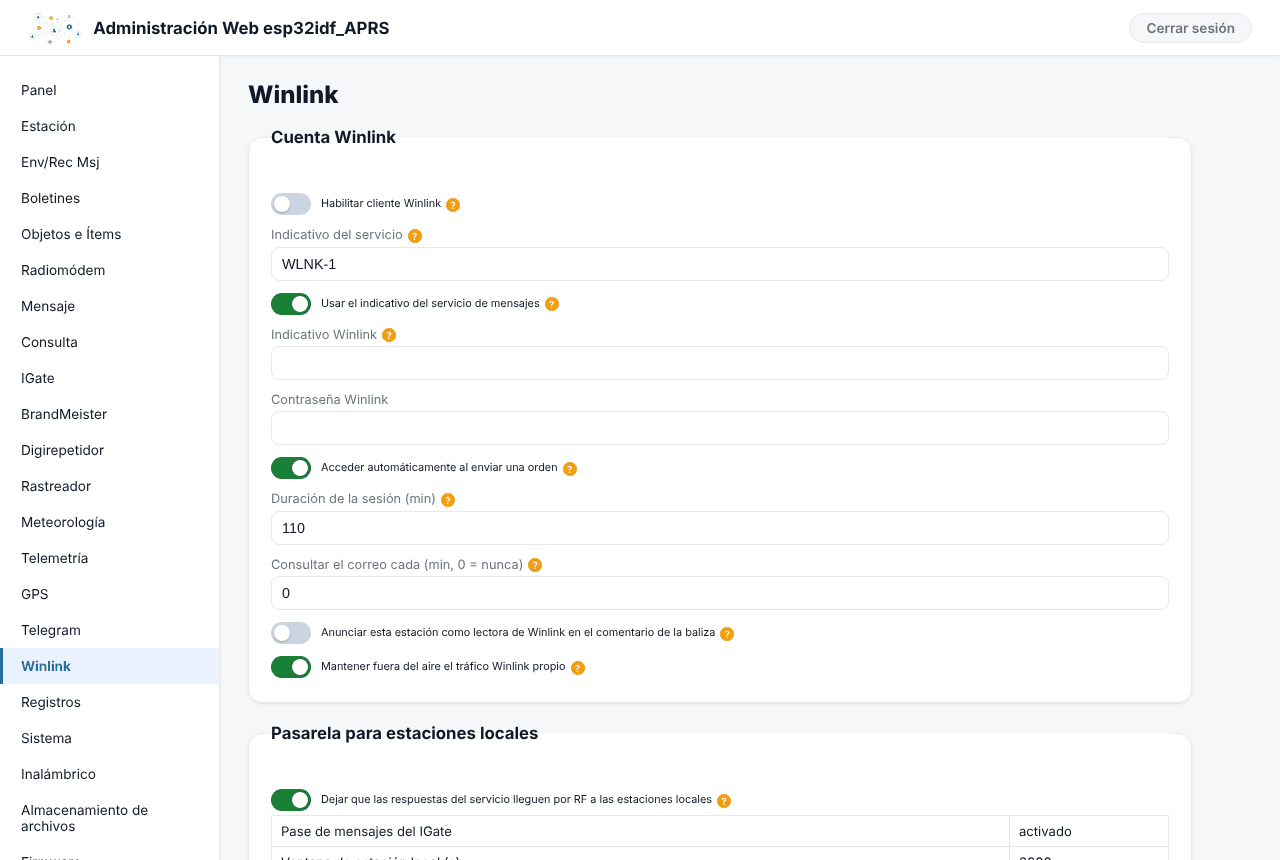 Administración Web esp32idf_APRS
Cerrar sesión
Panel
Estación
Env/Rec Msj
Boletines
Objetos e Ítems
Radiomódem
Mensaje
Consulta
IGate
BrandMeister
Digirepetidor
Rastreador
Meteorología
Telemetría
GPS
Telegram
Winlink
Registros
Sistema
Inalámbrico
Almacenamiento de
archivos
Winlink
Cuenta Winlink
Habilitar cliente Winlink ?
Indicativo del servicio ?
WLNK-1
Usar el indicativo del servicio de mensajes ?
Indicativo Winlink ?
Contraseña Winlink
Acceder automáticamente al enviar una orden ?
Duración de la sesión (min) ?
110
Consultar el correo cada (min, 0 = nunca) ?
0
Anunciar esta estación como lectora de Winlink en el comentario de la baliza ?
Mantener fuera del aire el tráfico Winlink propio ?
Pasarela para estaciones locales
Dejar que las respuestas del servicio lleguen por RF a las estaciones locales ?
Pase de mensajes del IGate activado